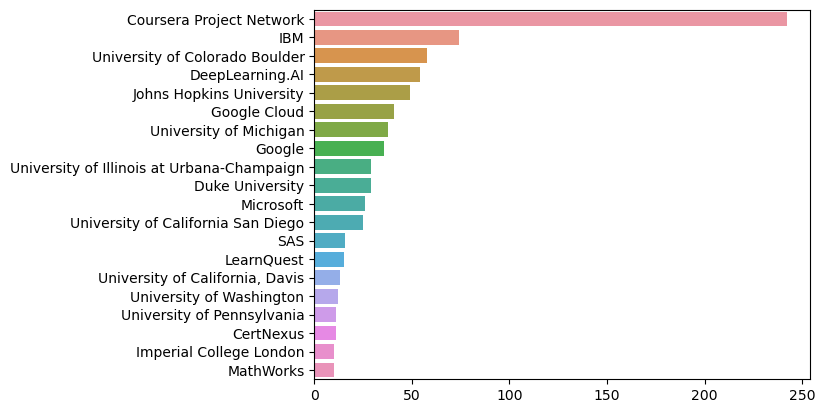 Coursera Project Network
IBM
University of Colorado Boulder
DeepLearning.AI
Johns Hopkins University
Google Cloud
University of Michigan
Google
University of Illinois at Urbana-Champaign
Duke University
Microsoft
University of California San Diego
SAS
LearnQuest
University of California, Davis
University of Washington
University of Pennsylvania
CertNexus
Imperial College London
MathWorks
0 50 100 150 200 250